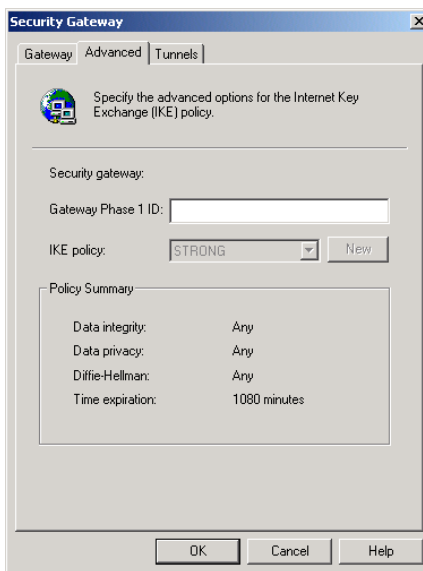 Security Gateway
Gateway Advanced Tunnels
Specify the advanced options for the Internet Key
Exchange (IKE) policy.
Security gateway:
Gateway Phase 1 ID:
IKE policy: STRONG New
Policy Summary
Data integrity: Any
Data privacy: Any
Diffie-Hellman: Any
Time expiration: 1080 minutes
OK Cancel Help